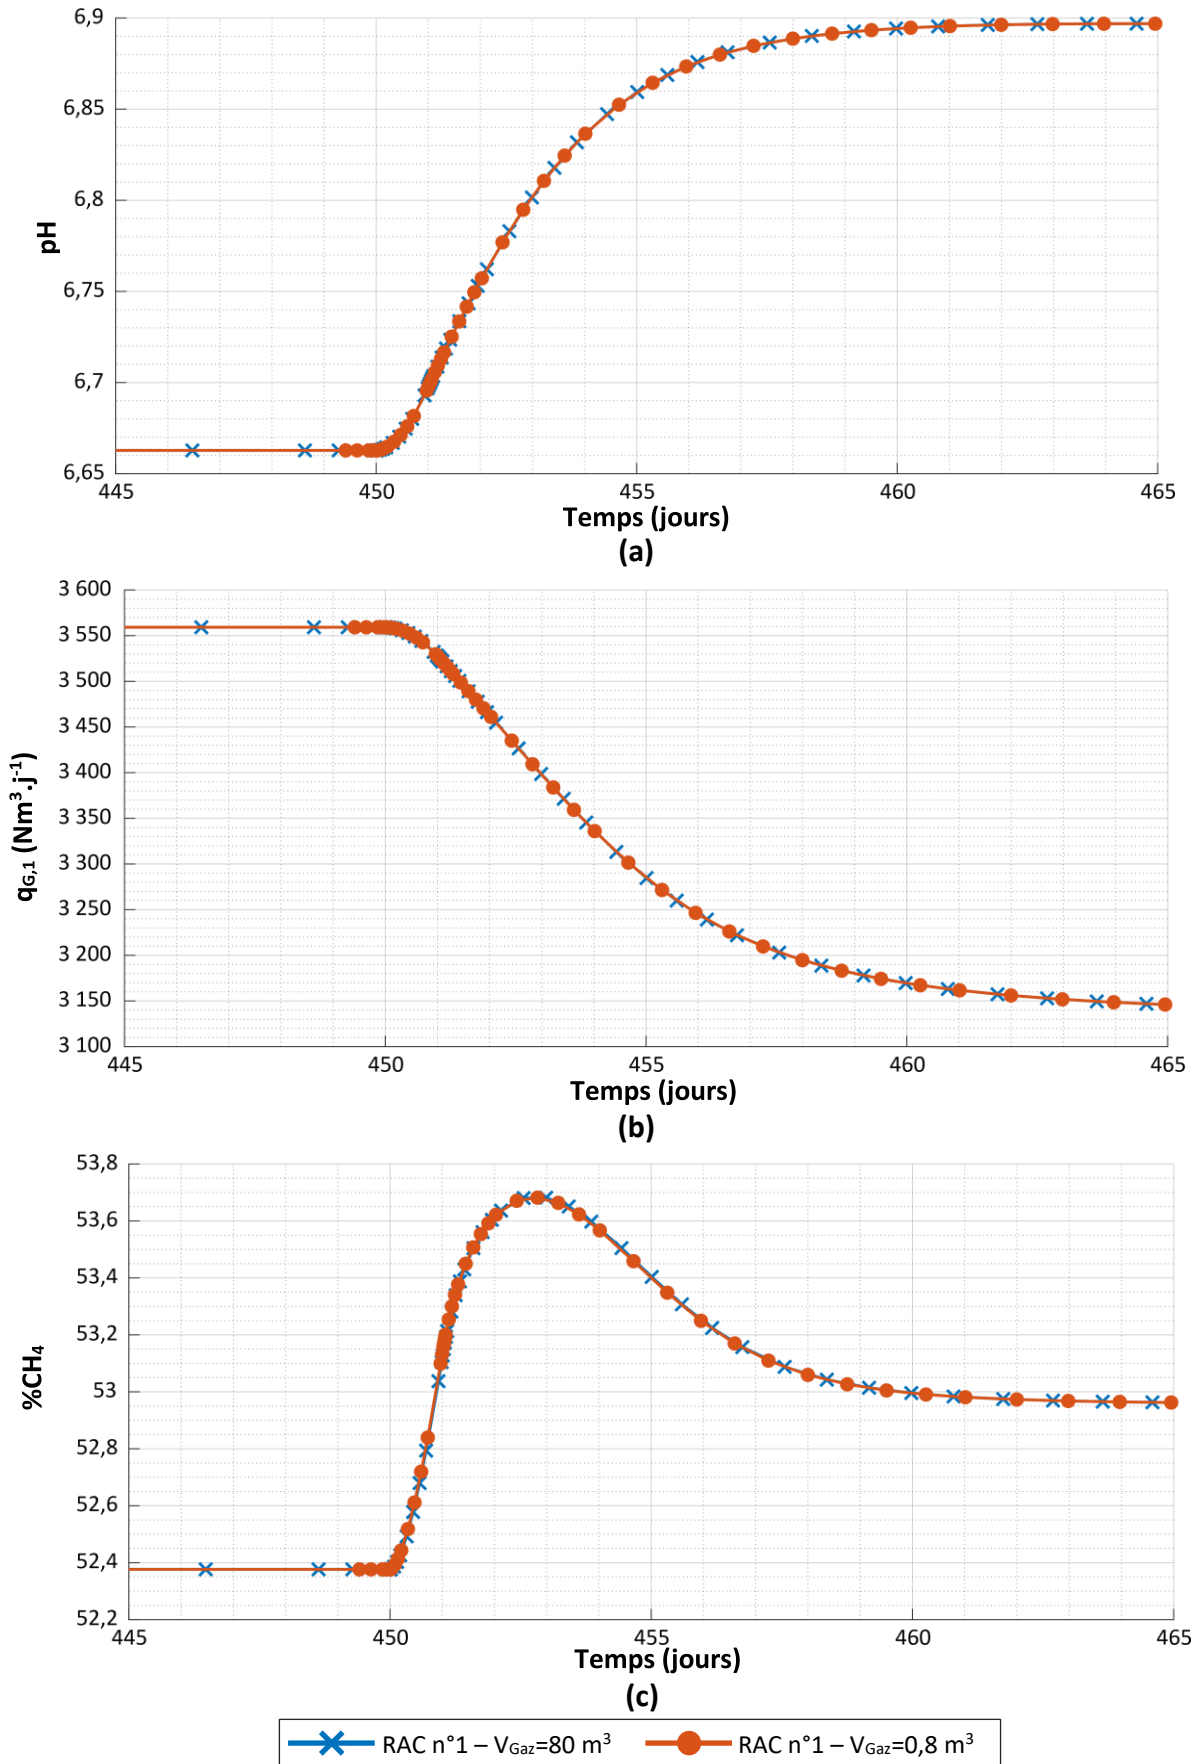 6,9
6,85
6,8
6,75
6,7
6,65
pH
445 450 455 460 465
Temps (jours)
(a)
3 600
3 550
3 500
3 450
3 400
3 350
3 300
3 250
3 200
3 150
3 100
qG,1 (Nm³.j⁻¹)
445 450 455 460 465
Temps (jours)
(b)
53,8
53,6
53,4
53,2
53
52,8
52,6
52,4
52,2
%CH₄
445 450 455 460 465
Temps (jours)
(c)
RAC n°1 – VGaz=80 m³ RAC n°1 – VGaz=0,8 m³